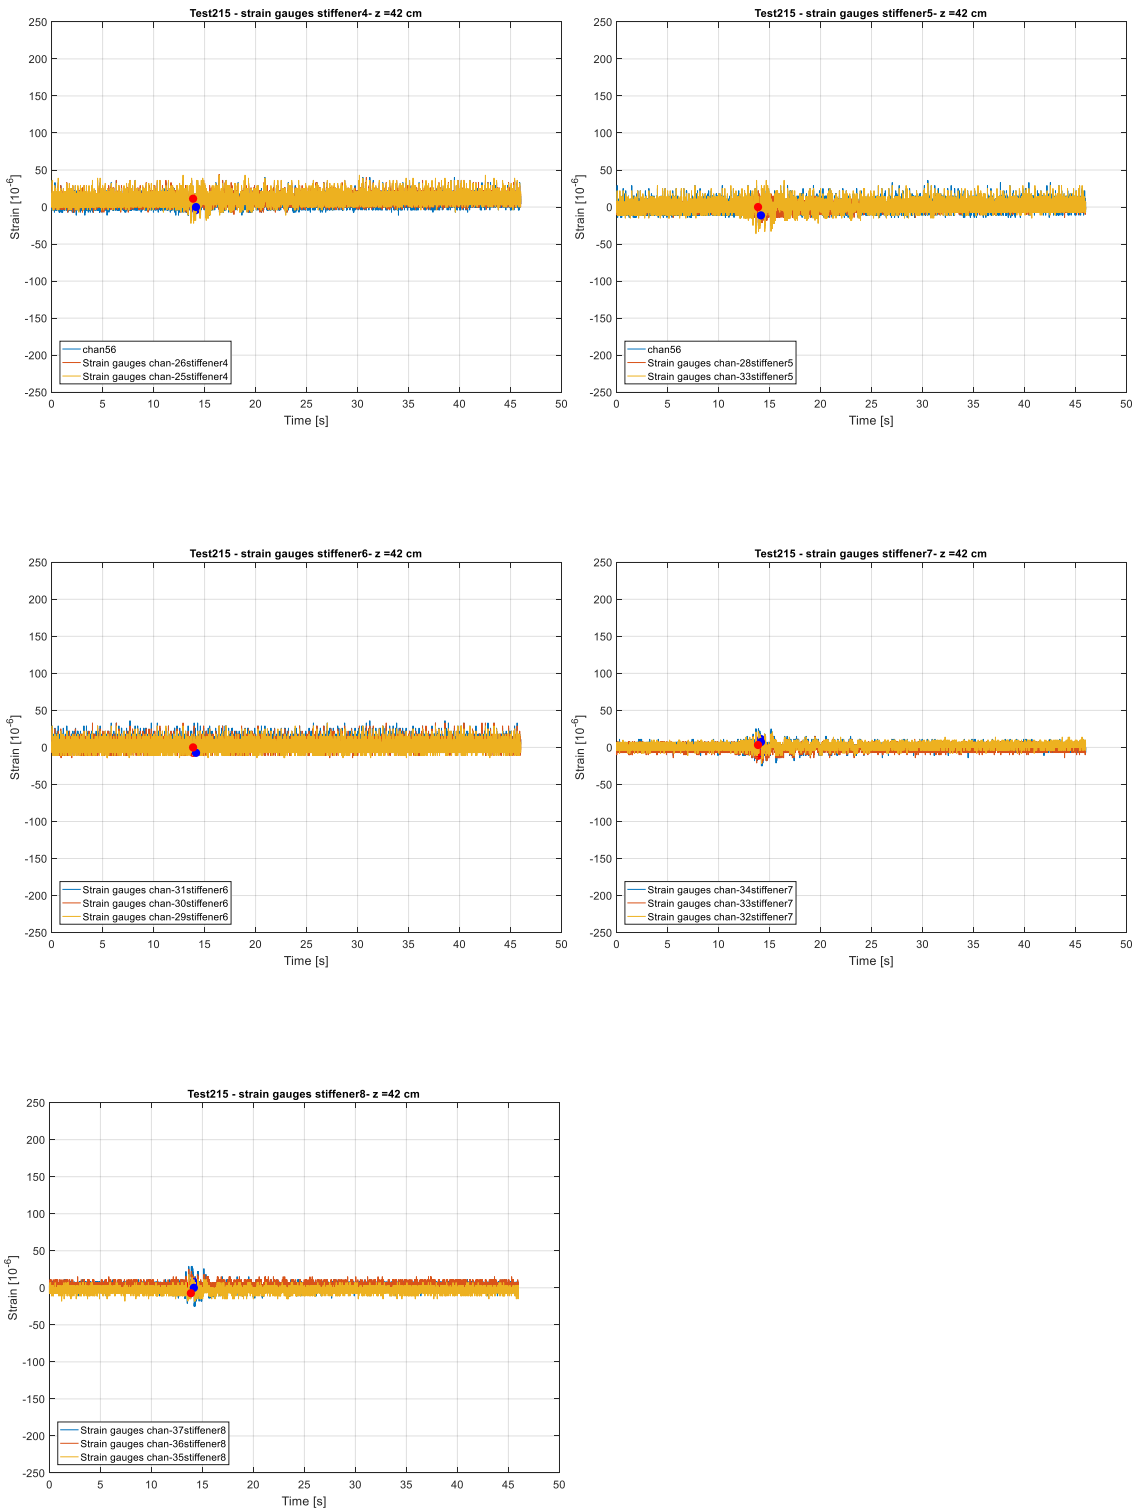 Test215 - strain gauges stiffener4- z =42 cm
250
200
150
100
50
0
-50
-100
-150
-200
-250
Strain [10^-6]
chan56
Strain gauges chan-26stiffener4
Strain gauges chan-25stiffener4
0 5 10 15 20 25 30 35 40 45 50
Time [s]
Test215 - strain gauges stiffener5- z =42 cm
250
200
150
100
50
0
-50
-100
-150
-200
-250
Strain [10^-6]
chan56
Strain gauges chan-28stiffener5
Strain gauges chan-33stiffener5
0 5 10 15 20 25 30 35 40 45 50
Time [s]
Test215 - strain gauges stiffener6- z =42 cm
250
200
150
100
50
0
-50
-100
-150
-200
-250
Strain [10^-6]
Strain gauges chan-31stiffener6
Strain gauges chan-30stiffener6
Strain gauges chan-29stiffener6
0 5 10 15 20 25 30 35 40 45 50
Time [s]
Test215 - strain gauges stiffener7- z =42 cm
250
200
150
100
50
0
-50
-100
-150
-200
-250
Strain [10^-6]
Strain gauges chan-34stiffener7
Strain gauges chan-33stiffener7
Strain gauges chan-32stiffener7
0 5 10 15 20 25 30 35 40 45 50
Time [s]
Test215 - strain gauges stiffener8- z =42 cm
250
200
150
100
50
0
-50
-100
-150
-200
-250
Strain [10^-6]
Strain gauges chan-37stiffener8
Strain gauges chan-36stiffener8
Strain gauges chan-35stiffener8
0 5 10 15 20 25 30 35 40 45 50
Time [s]